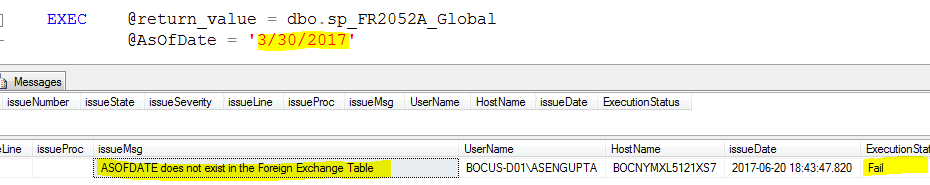 EXEC @return_value = dbo.sp_FR2052A_Global
@AsOfDate = '3/30/2017'
Messages
issueNumber issueState issueSeverity issueLine issueProc issueMsg UserName HostName issueDate ExecutionStatus
eLine issueProc issueMsg UserName HostName issueDate ExecutionSta
ASOFDATE does not exist in the Foreign Exchange Table BOCUS-D01\ASENGUPTA BOCNYMXL5121XS7 2017-06-20 18:43:47.820 Fail